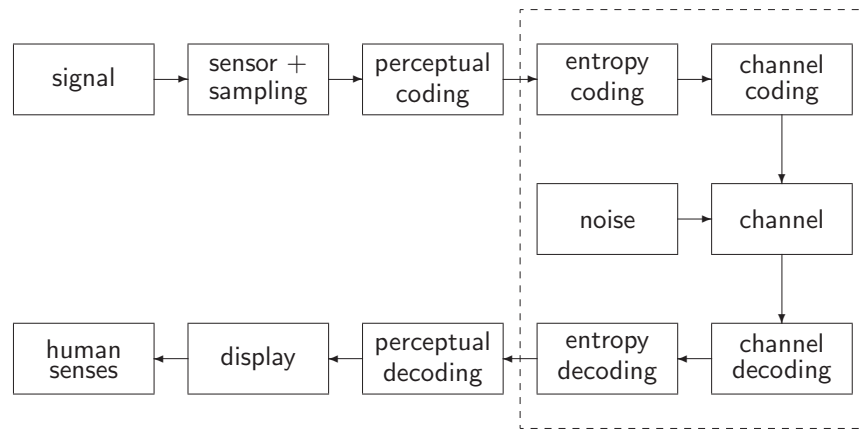 signal
sensor +
sampling
perceptual
coding
entropy
coding
channel
coding
noise
channel
human
senses
display
perceptual
decoding
entropy
decoding
channel
decoding